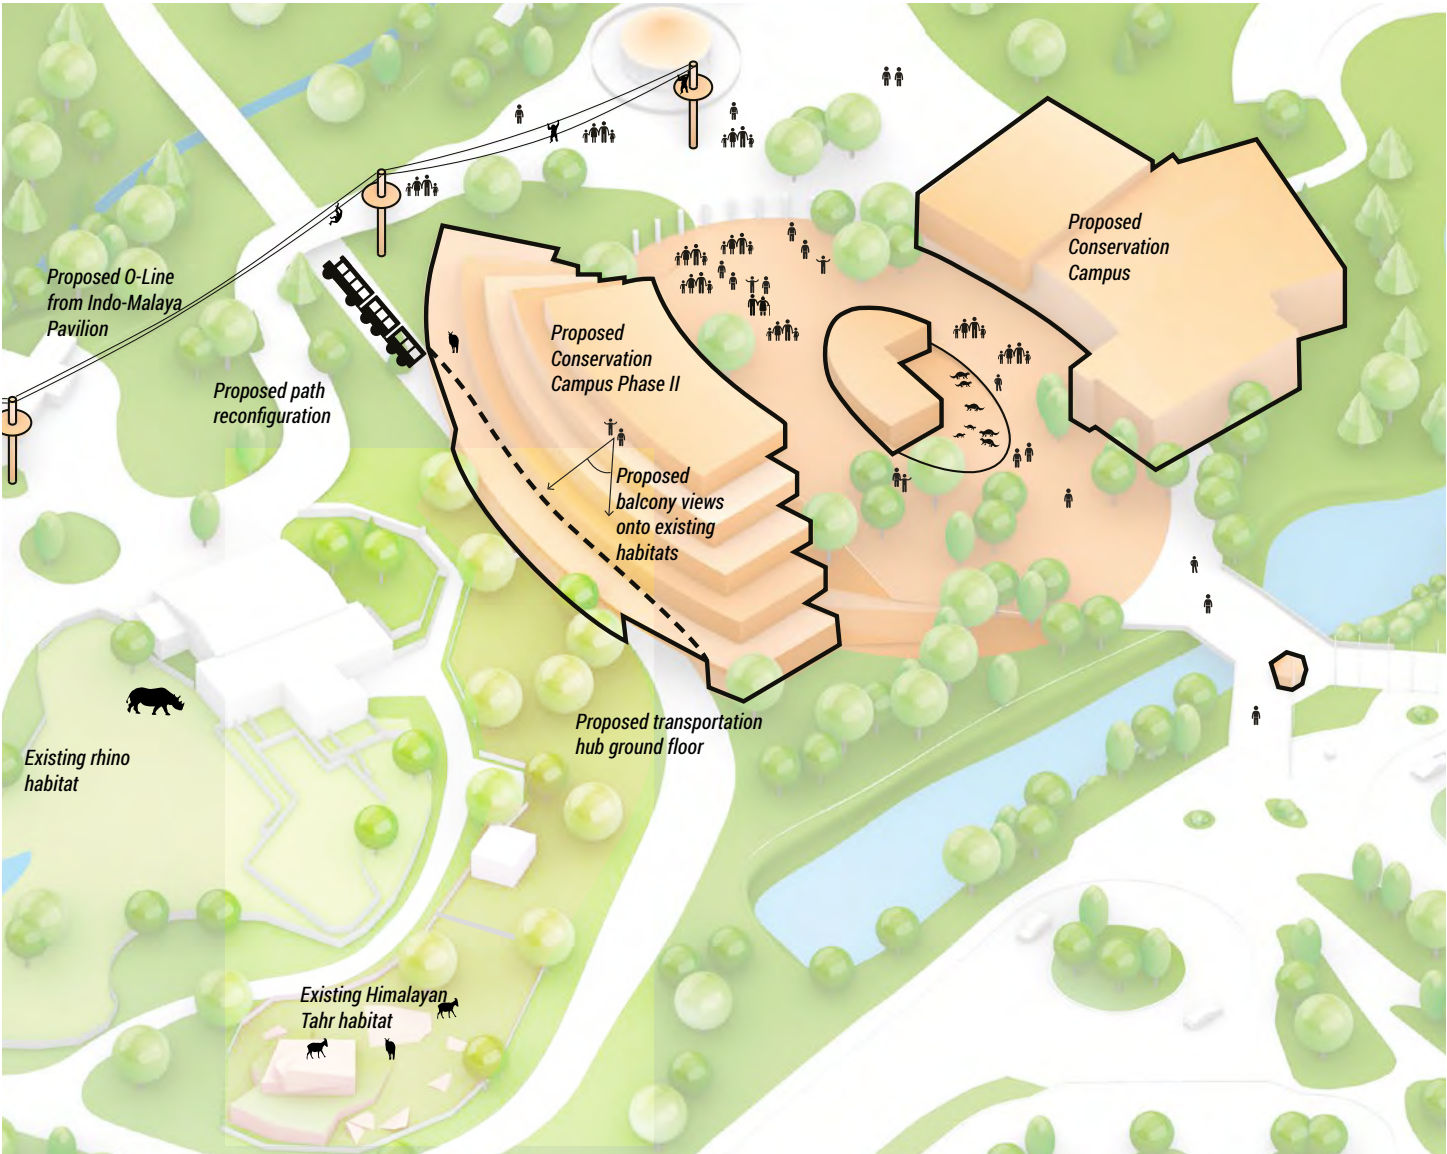 Proposed
Conservation
Campus
Proposed O-Line
from Indo-Malaya
Pavilion
Proposed
Conservation
Campus Phase II
Proposed path
reconfiguration
Proposed
balcony views
onto existing
habitats
Proposed transportation
hub ground floor
Existing rhino
habitat
Existing Himalayan
Tahr habitat